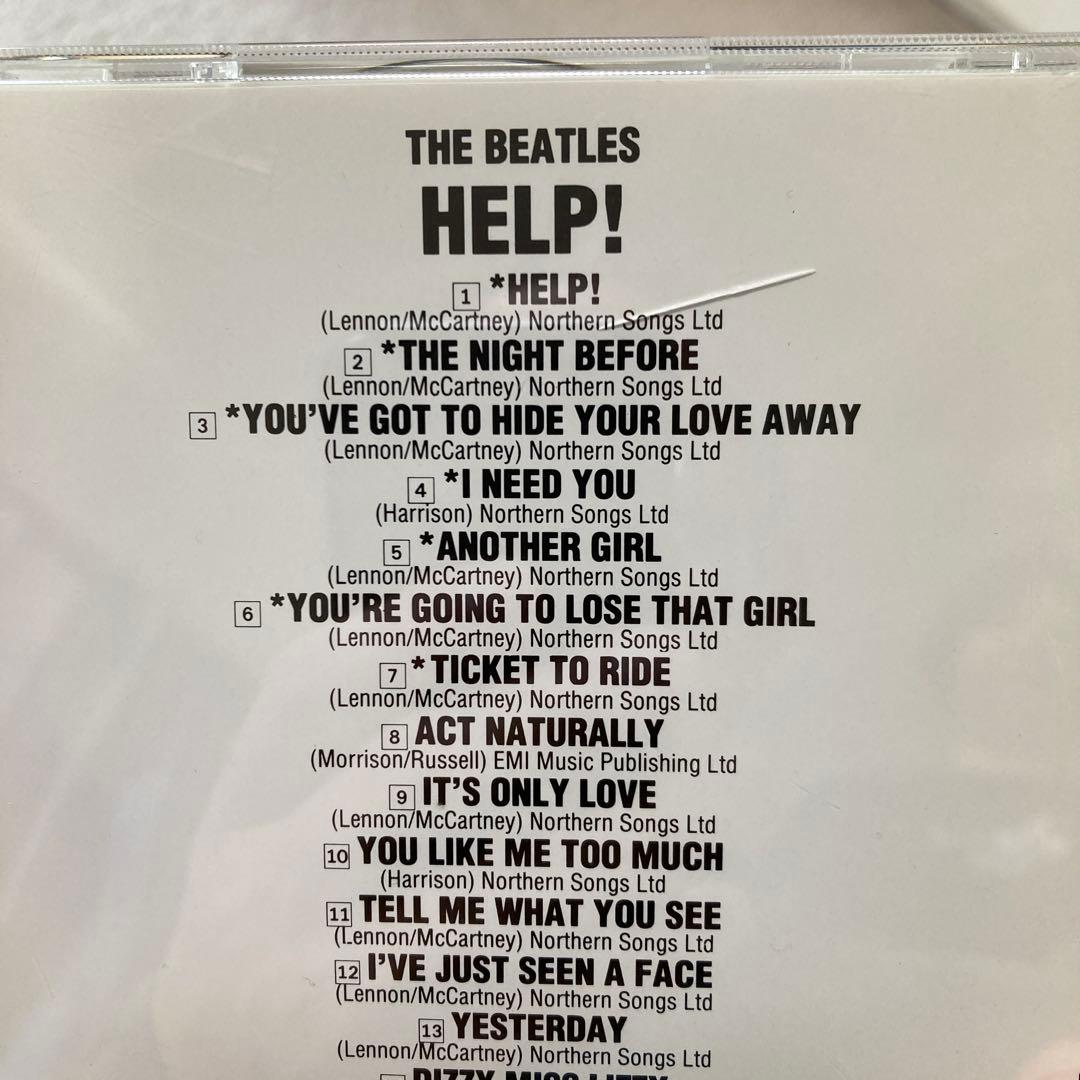 THE BEATLES
HELP!
1 *HELP!
(Lennon/McCartney) Northern Songs Ltd
2 *THE NIGHT BEFORE
(Lennon/McCartney) Northern Songs Ltd
3 *YOU'VE GOT TO HIDE YOUR LOVE AWAY
(Lennon/McCartney) Northern Songs Ltd
4 *I NEED YOU
(Harrison) Northern Songs Ltd
5 *ANOTHER GIRL
(Lennon/McCartney) Northern Songs Ltd
6 *YOU'RE GOING TO LOSE THAT GIRL
(Lennon/McCartney) Northern Songs Ltd
7 *TICKET TO RIDE
(Lennon/McCartney) Northern Songs Ltd
8 ACT NATURALLY
(Morrison/Russell) EMI Music Publishing Ltd
9 IT'S ONLY LOVE
(Lennon/McCartney) Northern Songs Ltd
10 YOU LIKE ME TOO MUCH
(Harrison) Northern Songs Ltd
11 TELL ME WHAT YOU SEE
(Lennon/McCartney) Northern Songs Ltd
12 I'VE JUST SEEN A FACE
(Lennon/McCartney) Northern Songs Ltd
13 YESTERDAY
(Lennon/McCartney) Northern Songs Ltd